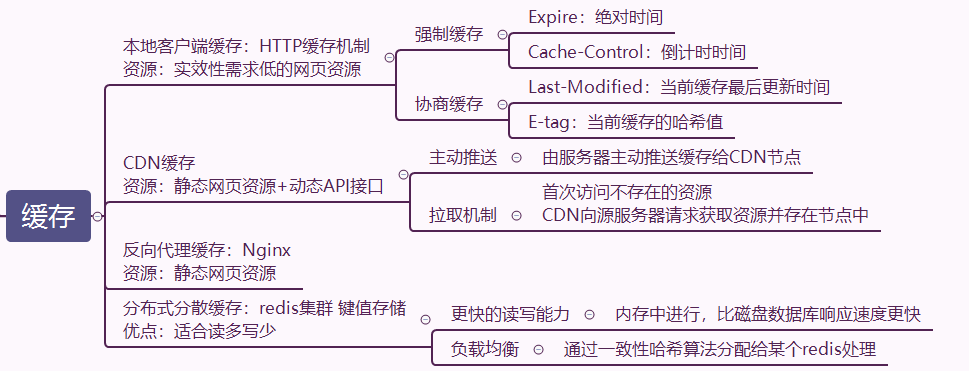 缓存
本地客户端缓存：HTTP缓存机制
资源：实效性需求低的网页资源
强制缓存
Expire：绝对时间
Cache-Control：倒计时时间
协商缓存
Last-Modified：当前缓存最后更新时间
E-tag：当前缓存的哈希值
CDN缓存
资源：静态网页资源+动态API接口
主动推送
由服务器主动推送缓存给CDN节点
拉取机制
首次访问不存在的资源
CDN向源服务器请求获取资源并存在节点中
反向代理缓存：Nginx
资源：静态网页资源
分布式分散缓存：redis集群 键值存储
优点：适合读多写少
更快的读写能力
内存中进行，比磁盘数据库响应速度更快
负载均衡
通过一致性哈希算法分配给某个redis处理